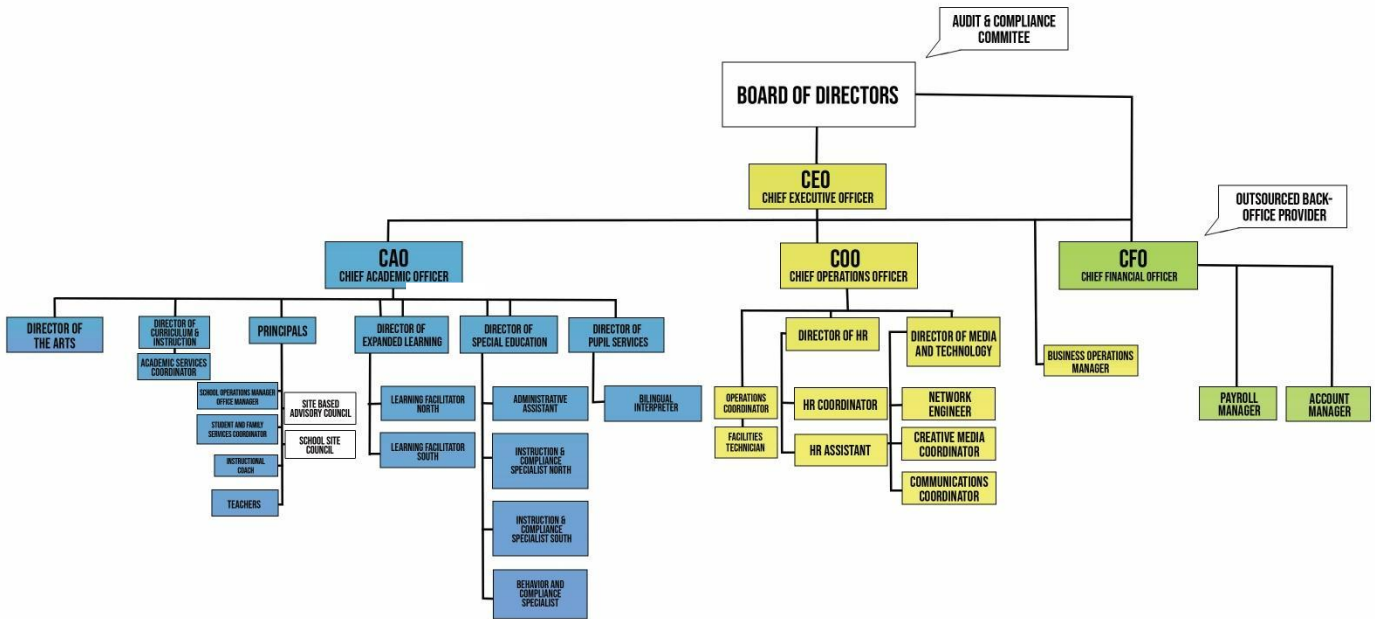 AUDIT & COMPLIANCE
COMMITEE
BOARD OF DIRECTORS
CEO
CHIEF EXECUTIVE OFFICER
OUTSOURCED BACK-
OFFICE PROVIDER
CAO
CHIEF ACADEMIC OFFICER
COO
CHIEF OPERATIONS OFFICER
CFO
CHIEF FINANCIAL OFFICER
DIRECTOR OF
THE ARTS
DIRECTOR OF
CURRICULUM &
INSTRUCTION
ACADEMIC SERVICES
COORDINATOR
PRINCIPALS
SCHOOL OPERATIONS MANAGER
OFFICE MANAGER
SITE BASED
ADVISORY COUNCIL
STUDENT AND FAMILY
SERVICES COORDINATOR
SCHOOL SITE
COUNCIL
INSTRUCTIONAL
COACH
TEACHERS
DIRECTOR OF
EXPANDED LEARNING
LEARNING FACILITATOR
NORTH
LEARNING FACILITATOR
SOUTH
DIRECTOR OF
SPECIAL EDUCATION
ADMINISTRATIVE
ASSISTANT
INSTRUCTION &
COMPLIANCE
SPECIALIST NORTH
INSTRUCTION &
COMPLIANCE
SPECIALIST SOUTH
BEHAVIOR AND
COMPLIANCE
SPECIALIST
DIRECTOR OF
PUPIL SERVICES
BILINGUAL
INTERPRETER
OPERATIONS
COORDINATOR
FACILITIES
TECHNICIAN
DIRECTOR OF HR
HR COORDINATOR
HR ASSISTANT
DIRECTOR OF MEDIA
AND TECHNOLOGY
NETWORK
ENGINEER
CREATIVE MEDIA
COORDINATOR
COMMUNICATIONS
COORDINATOR
BUSINESS OPERATIONS
MANAGER
PAYROLL
MANAGER
ACCOUNT
MANAGER